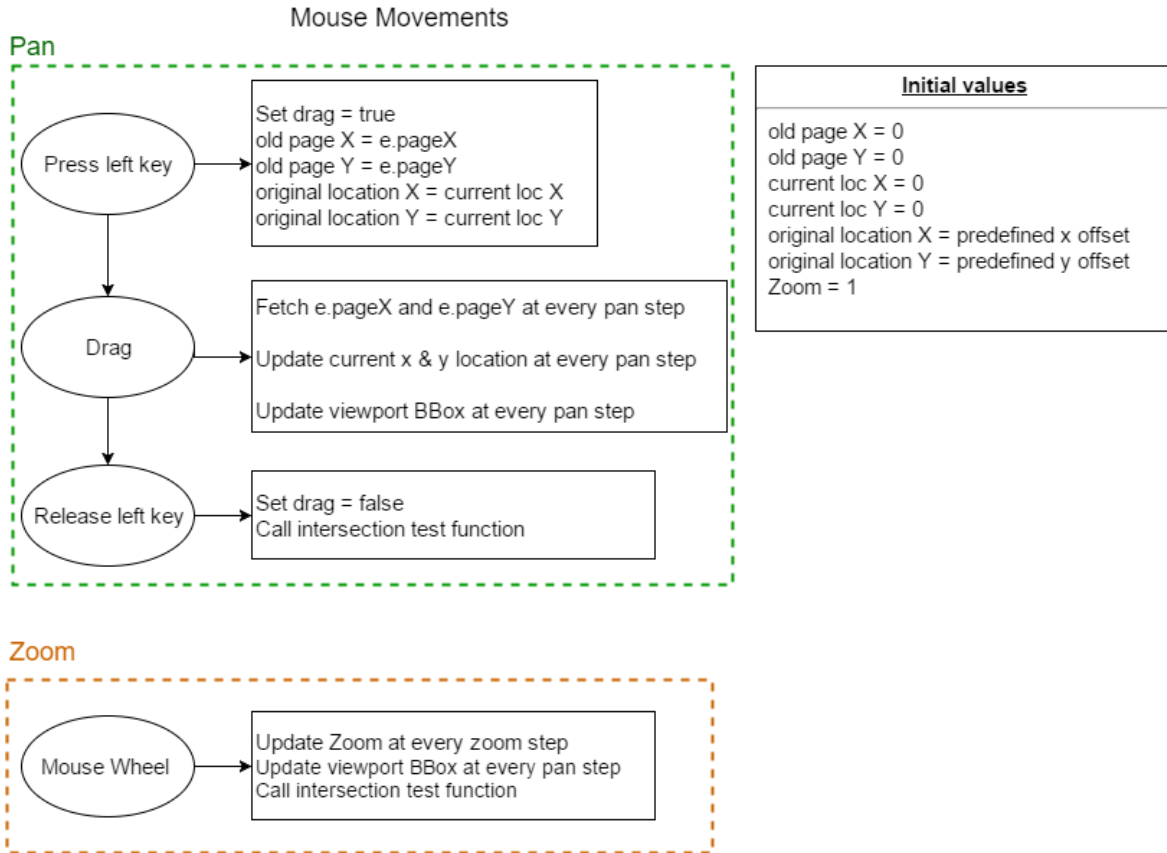 Mouse Movements
Pan
Press left key
Set drag = true
old page X = e.pageX
old page Y = e.pageY
original location X = current loc X
original location Y = current loc Y
Drag
Fetch e.pageX and e.pageY at every pan step
Update current x & y location at every pan step
Update viewport BBox at every pan step
Release left key
Set drag = false
Call intersection test function
Initial values
old page X = 0
old page Y = 0
current loc X = 0
current loc Y = 0
original location X = predefined x offset
original location Y = predefined y offset
Zoom = 1
Zoom
Mouse Wheel
Update Zoom at every zoom step
Update viewport BBox at every pan step
Call intersection test function